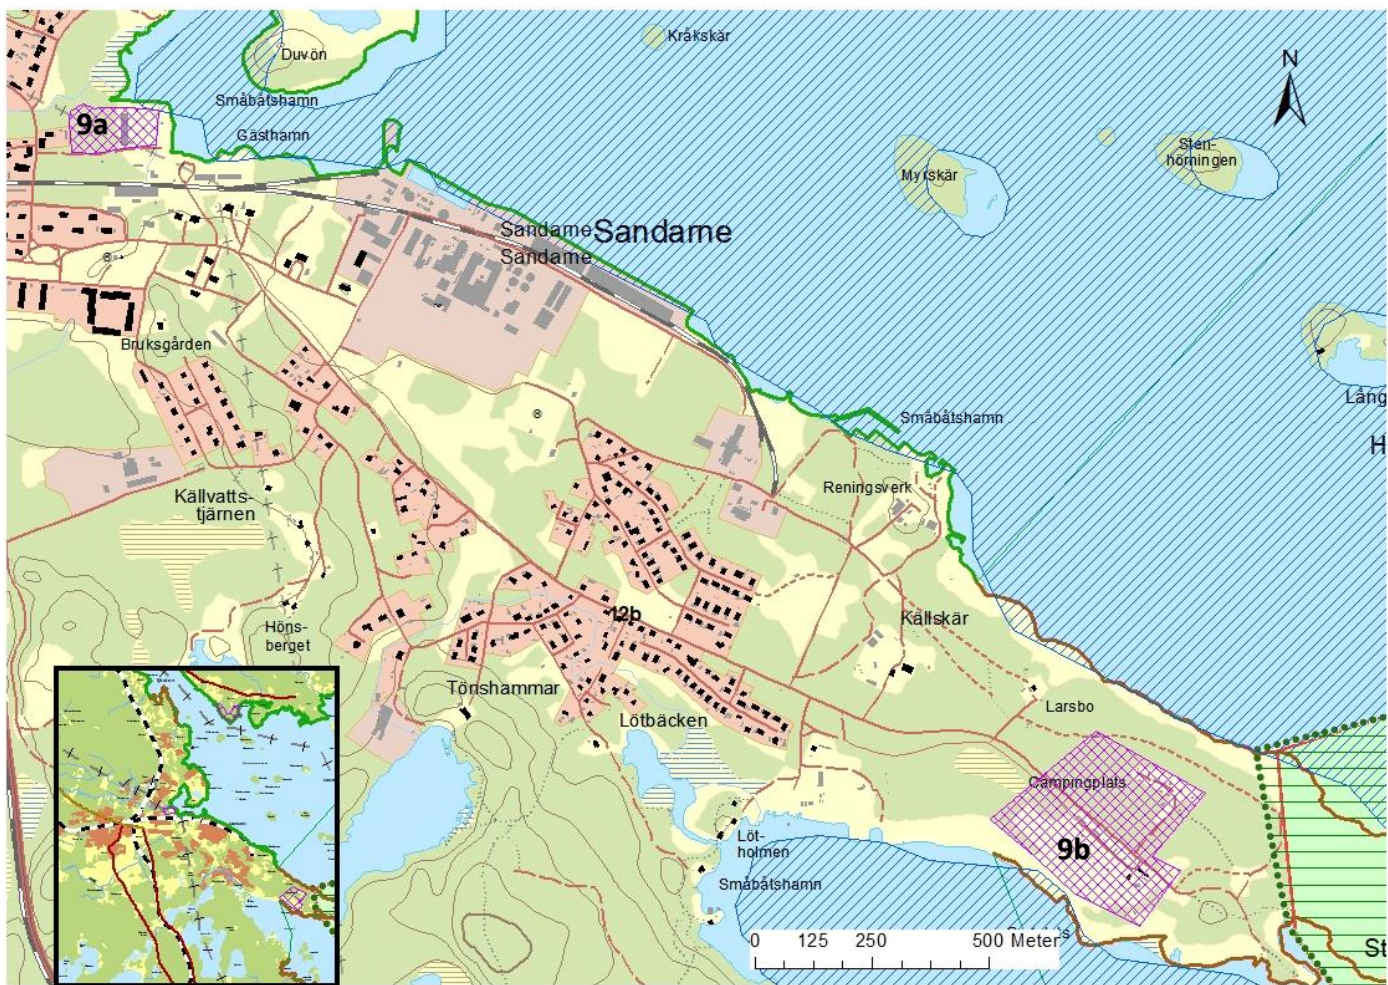 Kråkskär
Duvön
N
Småbåtshamn
9a
Gästhamn
Sten-
hörningen
Myrskär
Sandarne
Sandarne
Sandarne
Bruksgården
Lång
Småbåtshamn
H
Reningsverk
Källvatts-
tjärnen
12b
Källskär
Höns-
berget
Tönshammar
Larsbo
Lötbäcken
Campingplats
Löt-
holmen
9b
Småbåtshamn
0 125 250 500 Meter
St